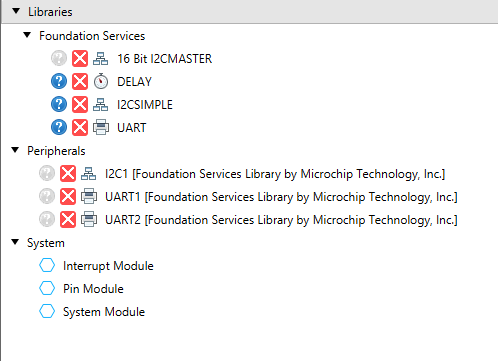 Libraries
Foundation Services
16 Bit I2CMASTER
DELAY
I2CSIMPLE
UART
Peripherals
I2C1 [Foundation Services Library by Microchip Technology, Inc.]
UART1 [Foundation Services Library by Microchip Technology, Inc.]
UART2 [Foundation Services Library by Microchip Technology, Inc.]
System
Interrupt Module
Pin Module
System Module